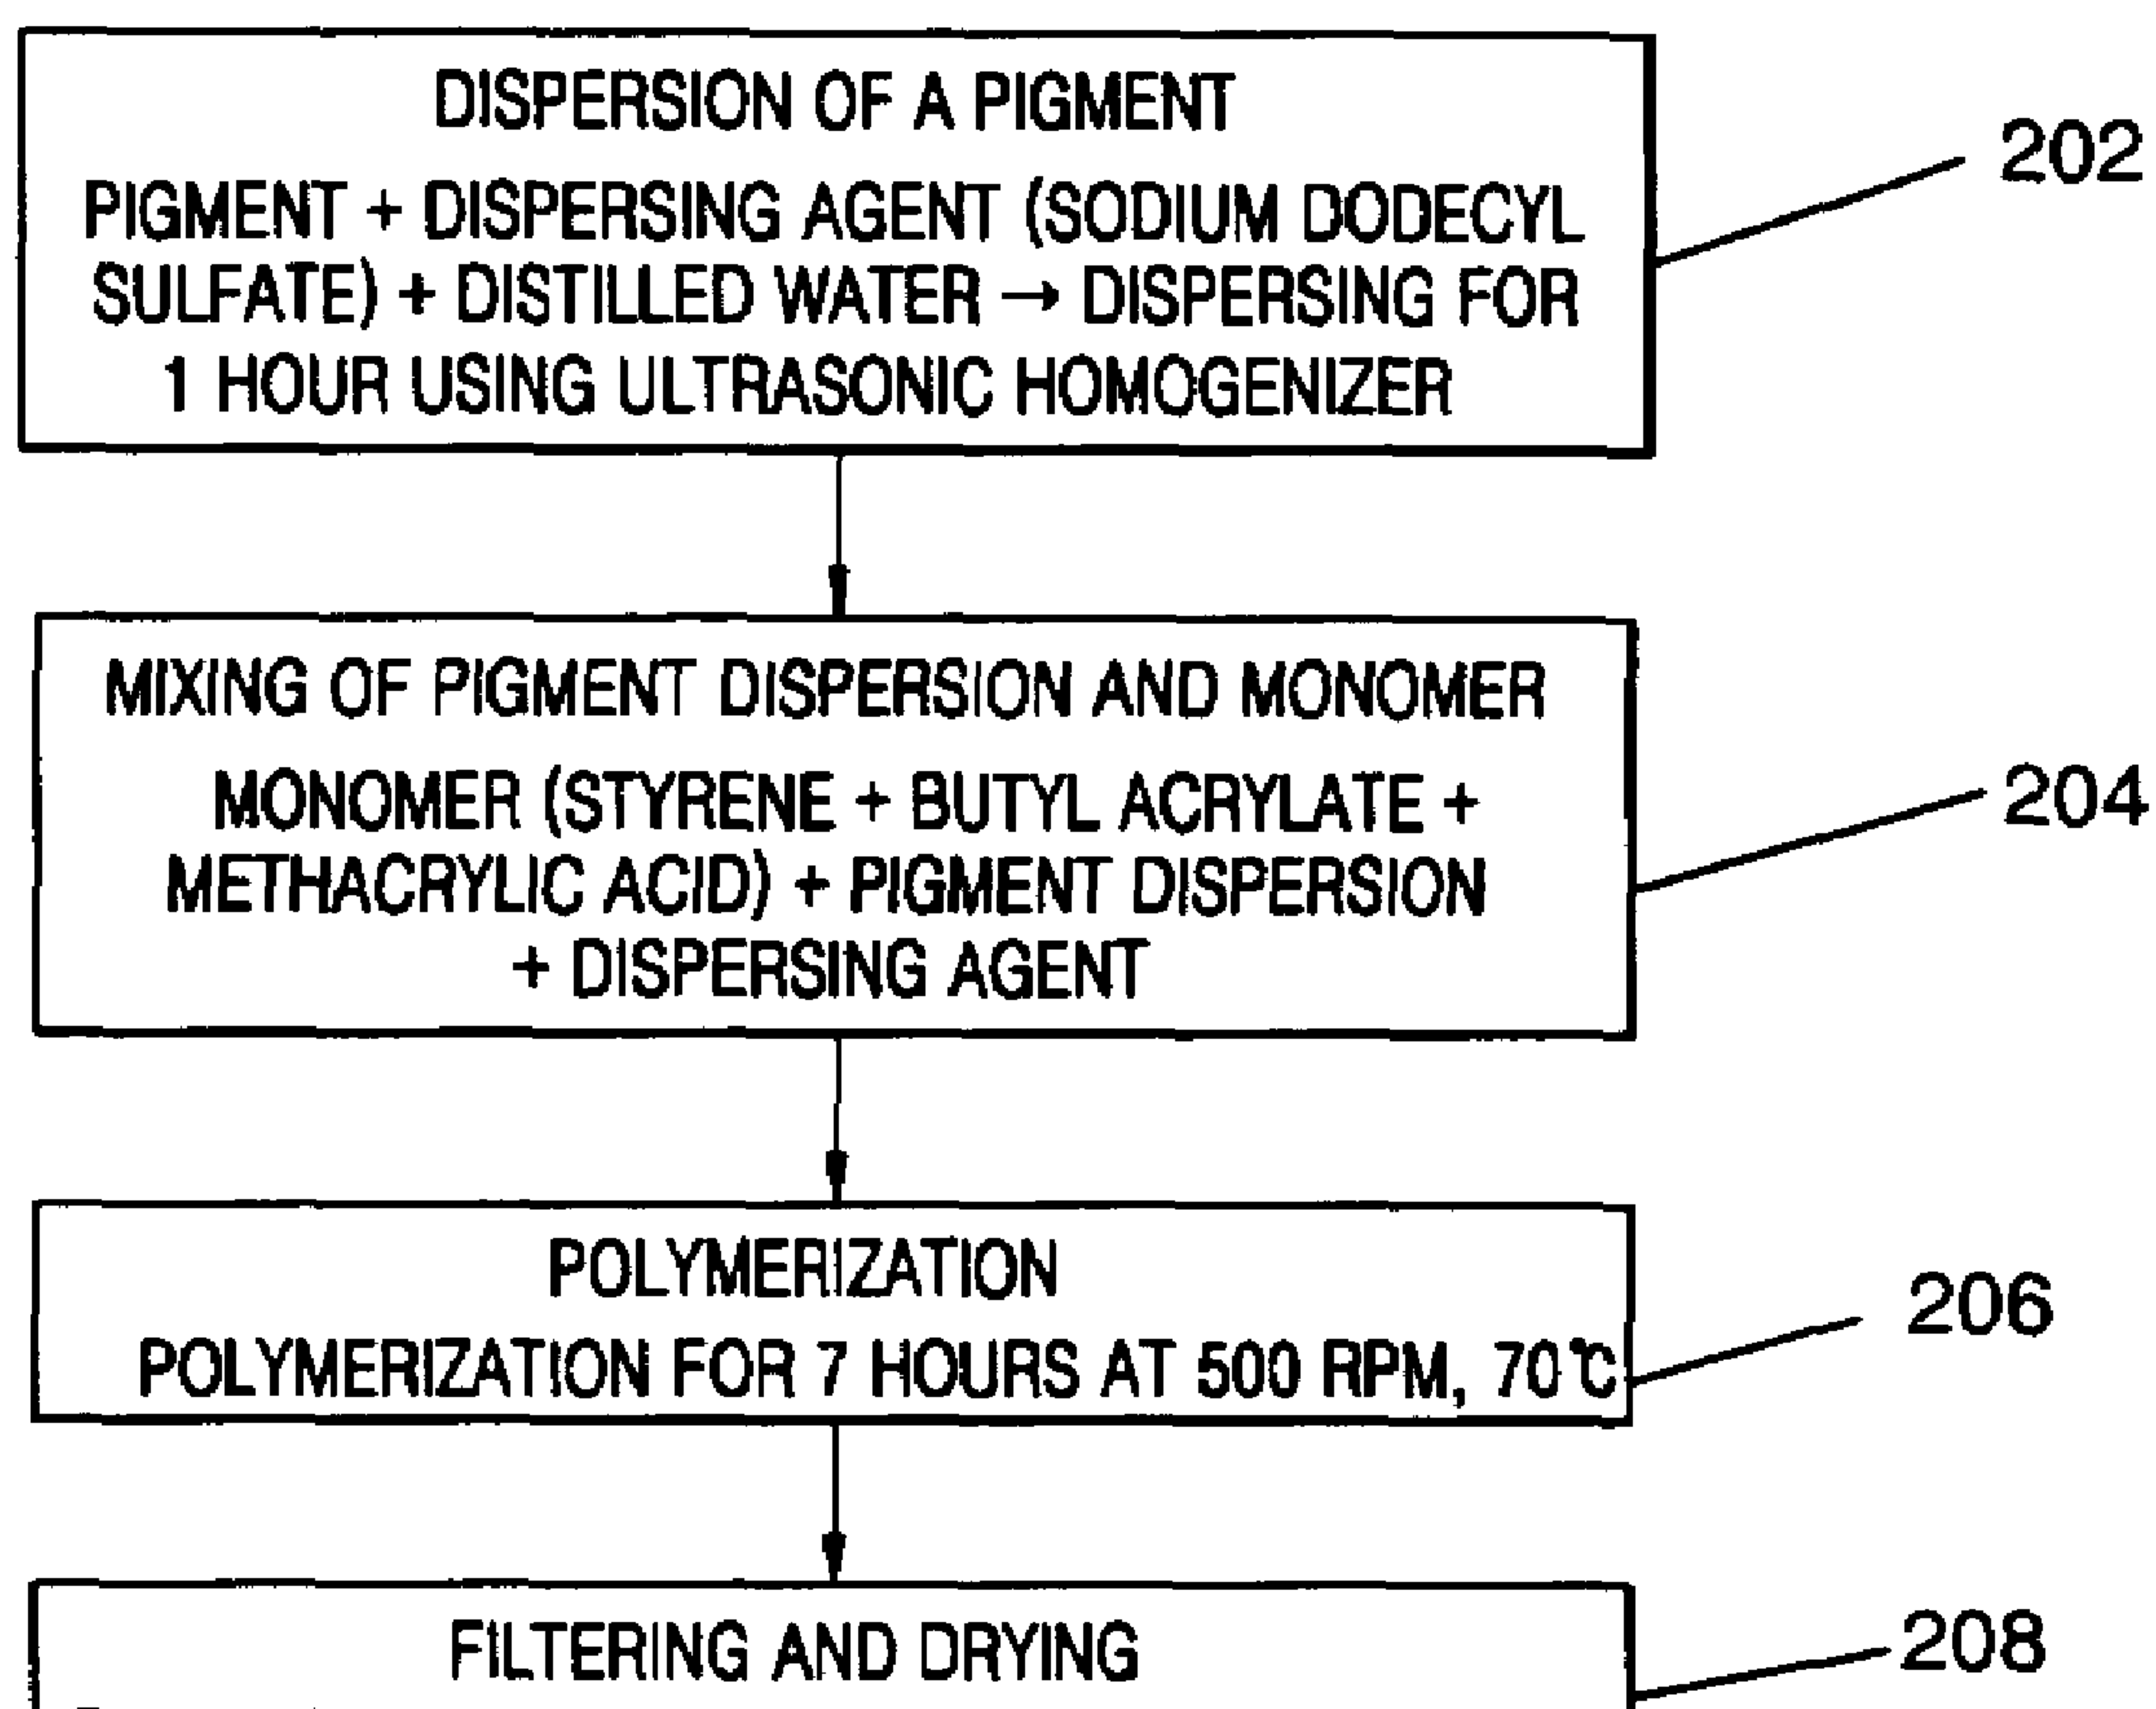 DISPERSION OF A PIGMENT
PIGMENT + DISPERSING AGENT (SODIUM DODECYL
SULFATE) + DISTILLED WATER → DISPERSING FOR
1 HOUR USING ULTRASONIC HOMOGENIZER
202
MIXING OF PIGMENT DISPERSION AND MONOMER
MONOMER (STYRENE + BUTYL ACRYLATE +
METHACRYLIC ACID) + PIGMENT DISPERSION
+ DISPERSING AGENT
204
POLYMERIZATION
POLYMERIZATION FOR 7 HOURS AT 500 RPM, 70℃
206
FILTERING AND DRYING
208